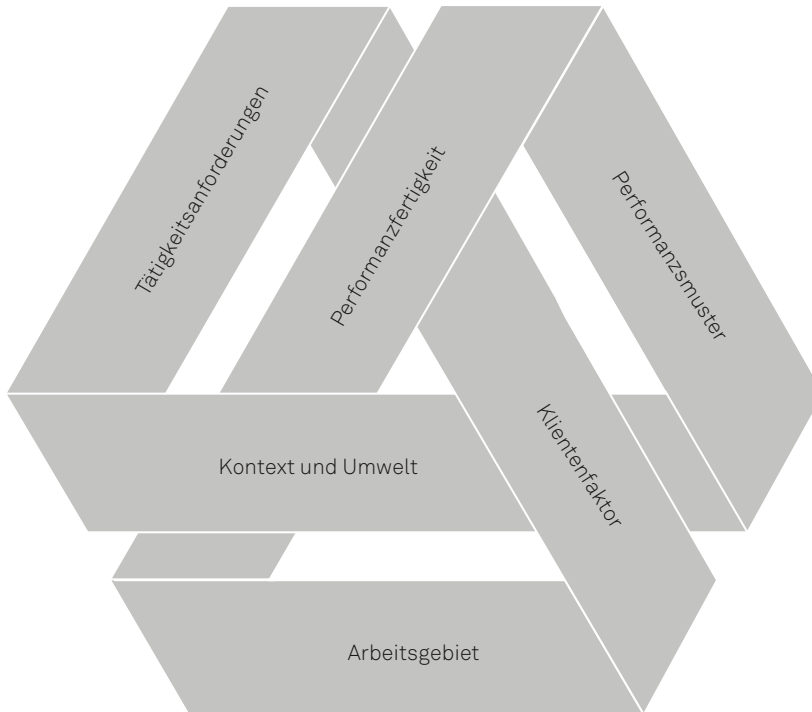 Tätigkeitsanforderungen
Performanzfertigkeit
Performanzsmuster
Kontext und Umwelt
Klientenfaktor
Arbeitsgebiet